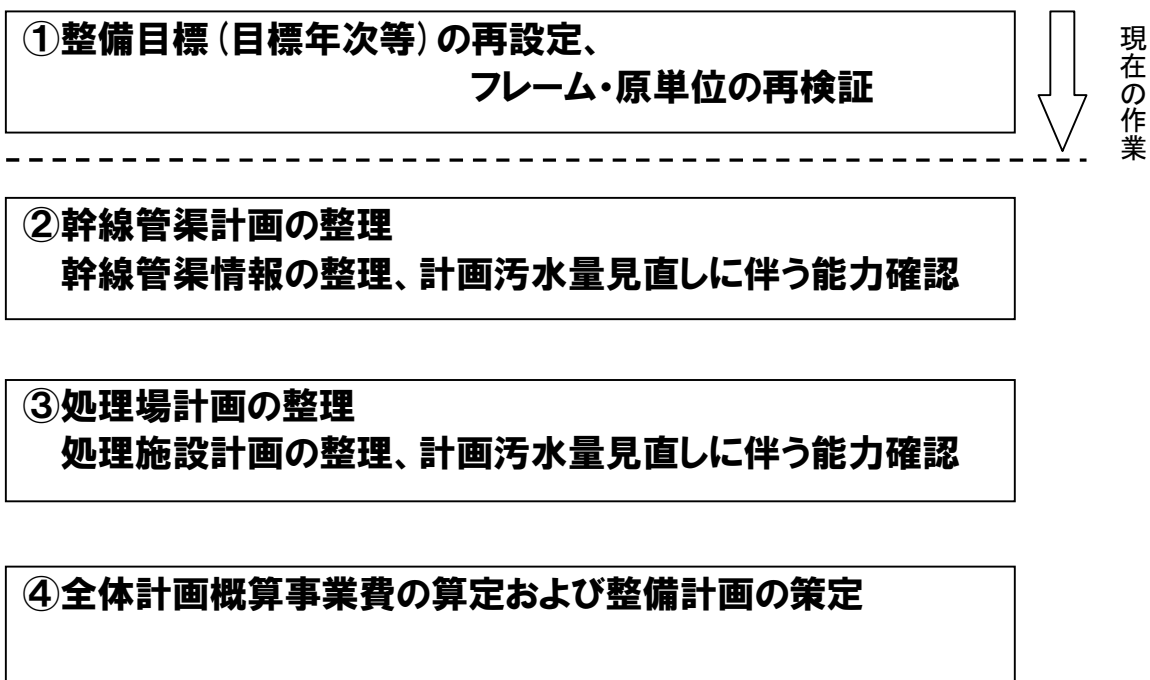 ①整備目標(目標年次等)の再設定、
フレーム・原単位の再検証
現在の作業
②幹線管渠計画の整理
幹線管渠情報の整理、計画汚水量見直しに伴う能力確認
③処理場計画の整理
処理施設計画の整理、計画汚水量見直しに伴う能力確認
④全体計画概算事業費の算定および整備計画の策定